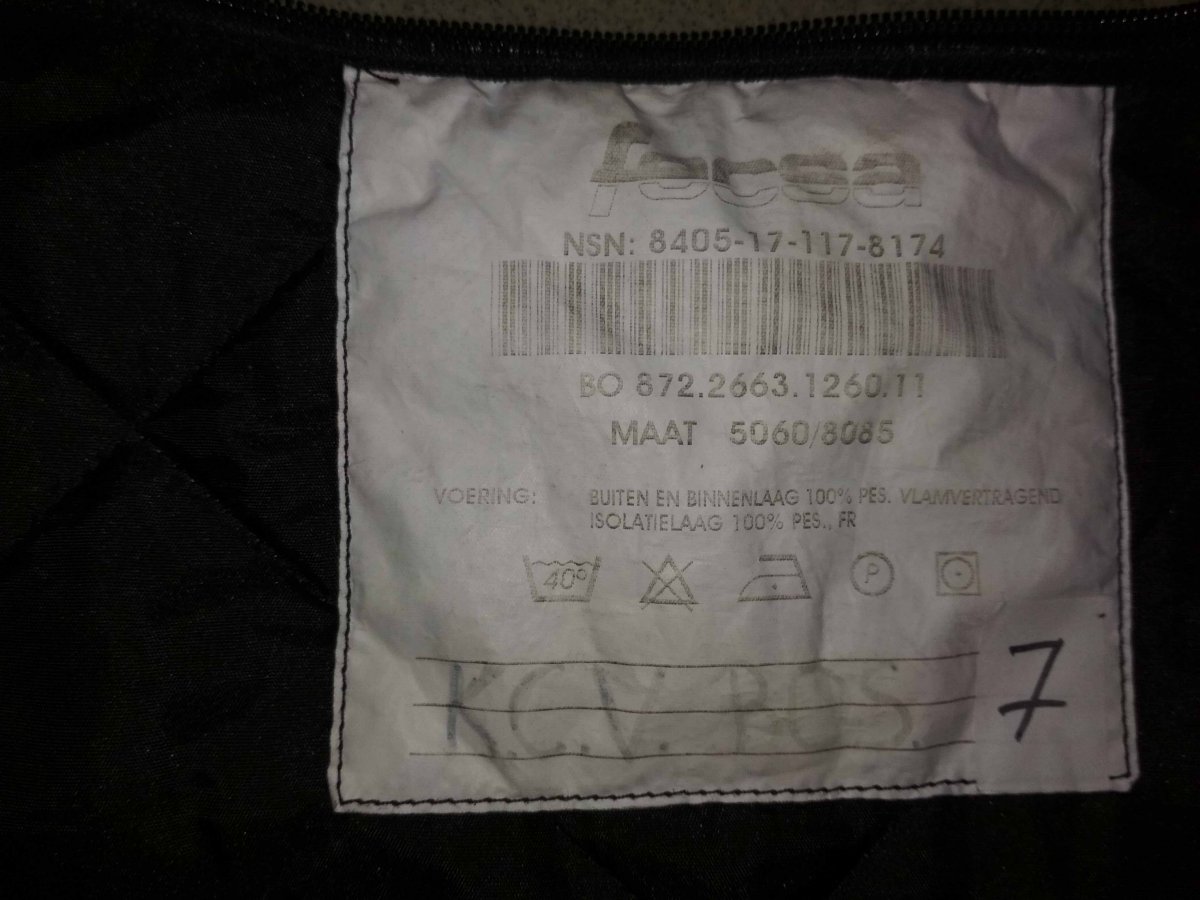 focsa
NSN: 8405-17-117-8174
BO 872.2663.1260.11
MAAT 5060/8085
VOERING: BUITEN EN BINNENLAAG 100% PES. VLAMVERTRAGEND
ISOLATIELAAG 100% PES., FR
40°
P
K.C.V. BOS.
7